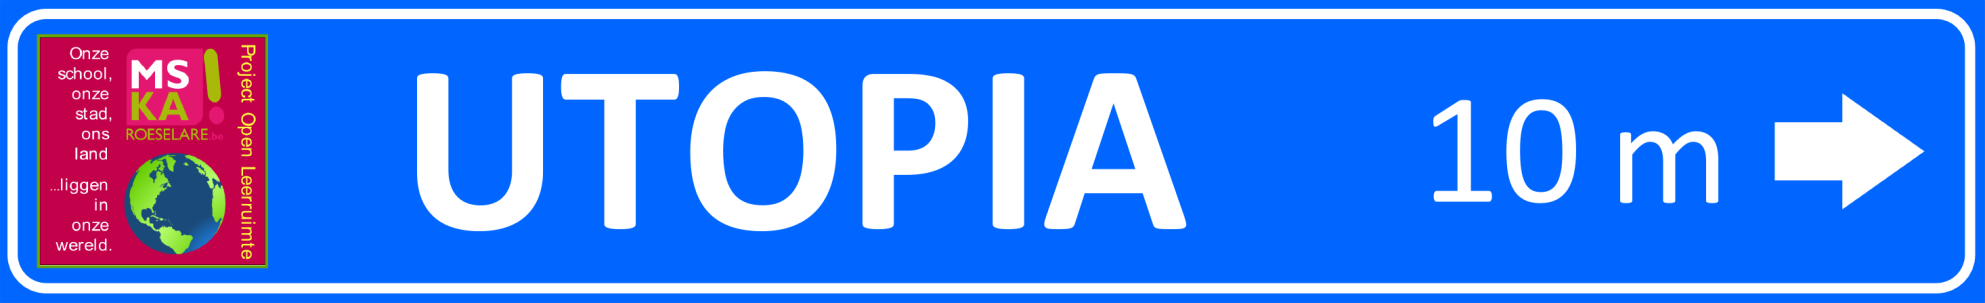 Onze
school,
onze
stad,
ons
land
...liggen
in
onze
wereld.
MS
KA!
ROESELARE.be
Project Open Leerruimte
UTOPIA
10 m